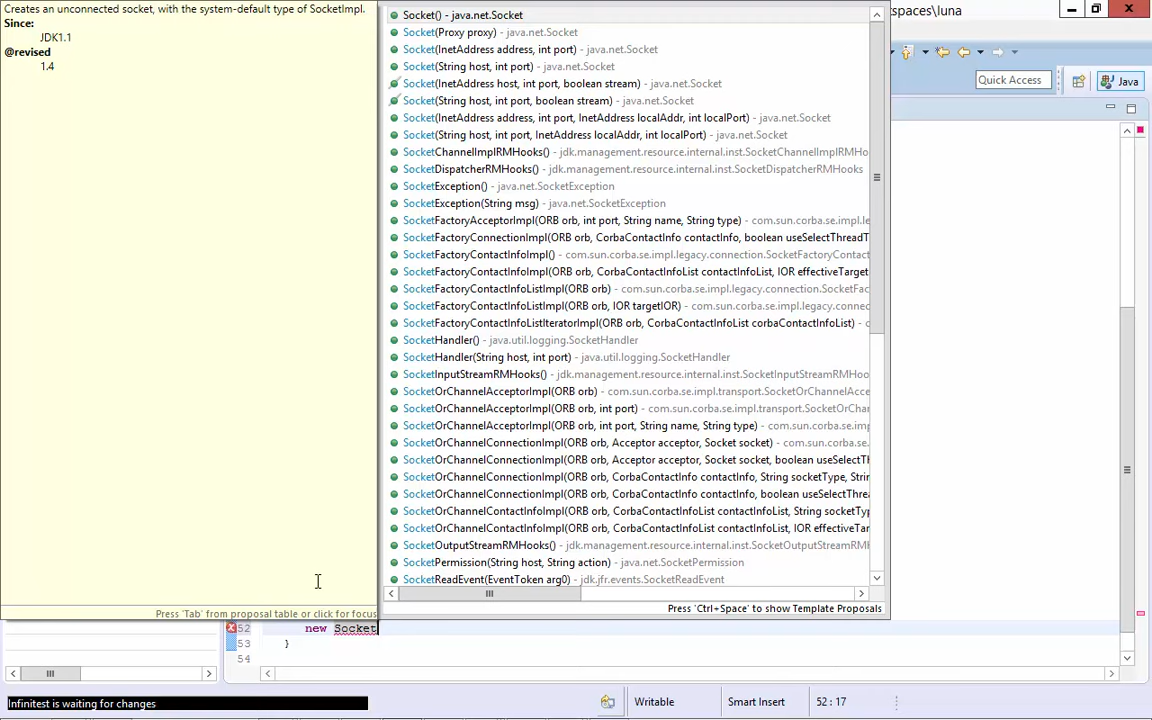 Creates an unconnected socket, with the system-default type of SocketImpl.
Since:
JDK1.1
@revised
1.4
Press 'Tab' from proposal table or click for focus
Socket() - java.net.Socket
Socket(Proxy proxy) - java.net.Socket
Socket(InetAddress address, int port) - java.net.Socket
Socket(String host, int port) - java.net.Socket
Socket(InetAddress host, int port, boolean stream) - java.net.Socket
Socket(String host, int port, boolean stream) - java.net.Socket
Socket(InetAddress address, int port, InetAddress localAddr, int localPort) - java.net.Socket
Socket(String host, int port, InetAddress localAddr, int localPort) - java.net.Socket
SocketChannelImplRMHooks() - jdk.management.resource.internal.inst.SocketChannelImplRMHo
SocketDispatcherRMHooks() - jdk.management.resource.internal.inst.SocketDispatcherRMHooks
SocketException() - java.net.SocketException
SocketException(String msg) - java.net.SocketException
SocketFactoryAcceptorImpl(ORB orb, int port, String name, String type) - com.sun.corba.se.impl.le
SocketFactoryConnectionImpl(ORB orb, CorbaContactInfo contactInfo, boolean useSelectThreadT
SocketFactoryContactInfoImpl() - com.sun.corba.se.impl.legacy.connection.SocketFactoryContact
SocketFactoryContactInfoImpl(ORB orb, CorbaContactInfoList contactInfoList, IOR effectiveTarget
SocketFactoryContactInfoListImpl(ORB orb) - com.sun.corba.se.impl.legacy.connection.SocketFa
SocketFactoryContactInfoListImpl(ORB orb, IOR targetIOR) - com.sun.corba.se.impl.legacy.connec
SocketFactoryContactInfoListIteratorImpl(ORB orb, CorbaContactInfoList corbaContactInfoList) -
SocketHandler() - java.util.logging.SocketHandler
SocketHandler(String host, int port) - java.util.logging.SocketHandler
SocketInputStreamRMHooks() - jdk.management.resource.internal.inst.SocketInputStreamRMHoo
SocketOrChannelAcceptorImpl(ORB orb) - com.sun.corba.se.impl.transport.SocketOrChannelAcce
SocketOrChannelAcceptorImpl(ORB orb, int port) - com.sun.corba.se.impl.transport.SocketOrChan
SocketOrChannelAcceptorImpl(ORB orb, int port, String name, String type) - com.sun.corba.se.im
SocketOrChannelConnectionImpl(ORB orb, Acceptor acceptor, Socket socket) - com.sun.corba.se.
SocketOrChannelConnectionImpl(ORB orb, Acceptor acceptor, Socket socket, boolean useSelectTh
SocketOrChannelConnectionImpl(ORB orb, CorbaContactInfo contactInfo, String socketType, Strin
SocketOrChannelConnectionImpl(ORB orb, CorbaContactInfo contactInfo, boolean useSelectThrea
SocketOrChannelContactInfoImpl(ORB orb, CorbaContactInfoList contactInfoList, String socketTyp
SocketOrChannelContactInfoImpl(ORB orb, CorbaContactInfoList contactInfoList, IOR effectiveTar
SocketOutputStreamRMHooks() - jdk.management.resource.internal.inst.SocketOutputStreamRM
SocketPermission(String host, String action) - java.net.SocketPermission
SocketReadEvent(EventToken arg0) - jdk.jfr.events.SocketReadEvent
Press 'Ctrl+Space' to show Template Proposals
spaces\luna
Quick Access
Java
52 new Socket
53 }
54
Infinitest is waiting for changes
Writable
Smart Insert
52 : 17